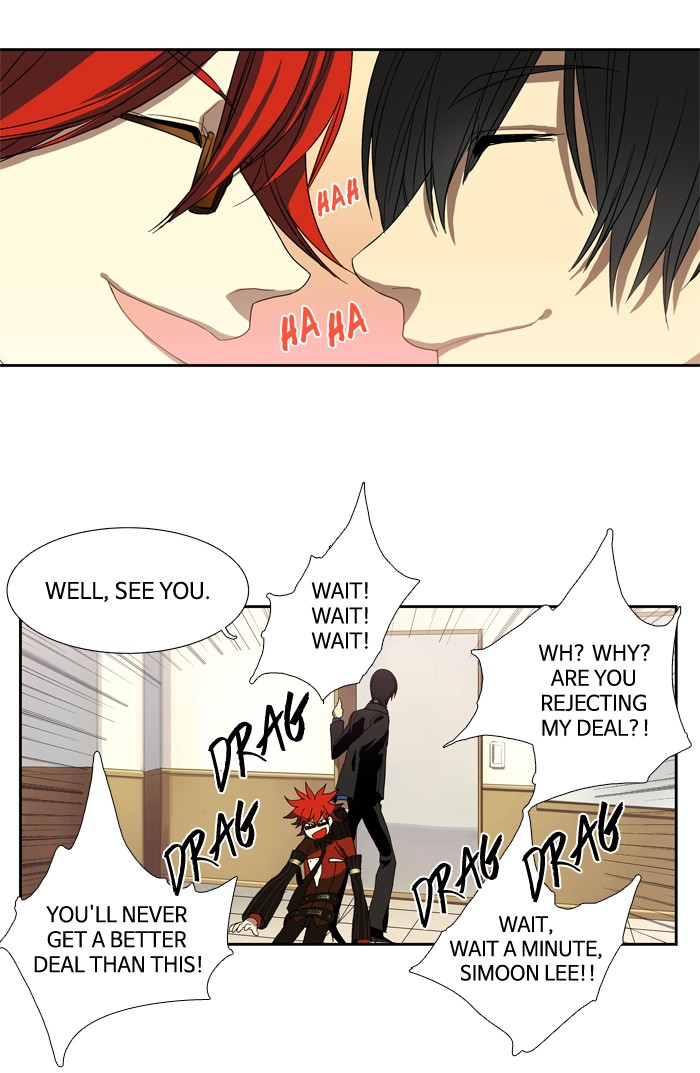 HAH
HA HA
WELL, SEE YOU.
WAIT!
WAIT!
WAIT!
WH? WHY?
ARE YOU
REJECTING
MY DEAL?!
DRAG
DRAG
DRAG
DRAG
YOU'LL NEVER
GET A BETTER
DEAL THAN THIS!
WAIT,
WAIT A MINUTE,
SIMOON LEE!!